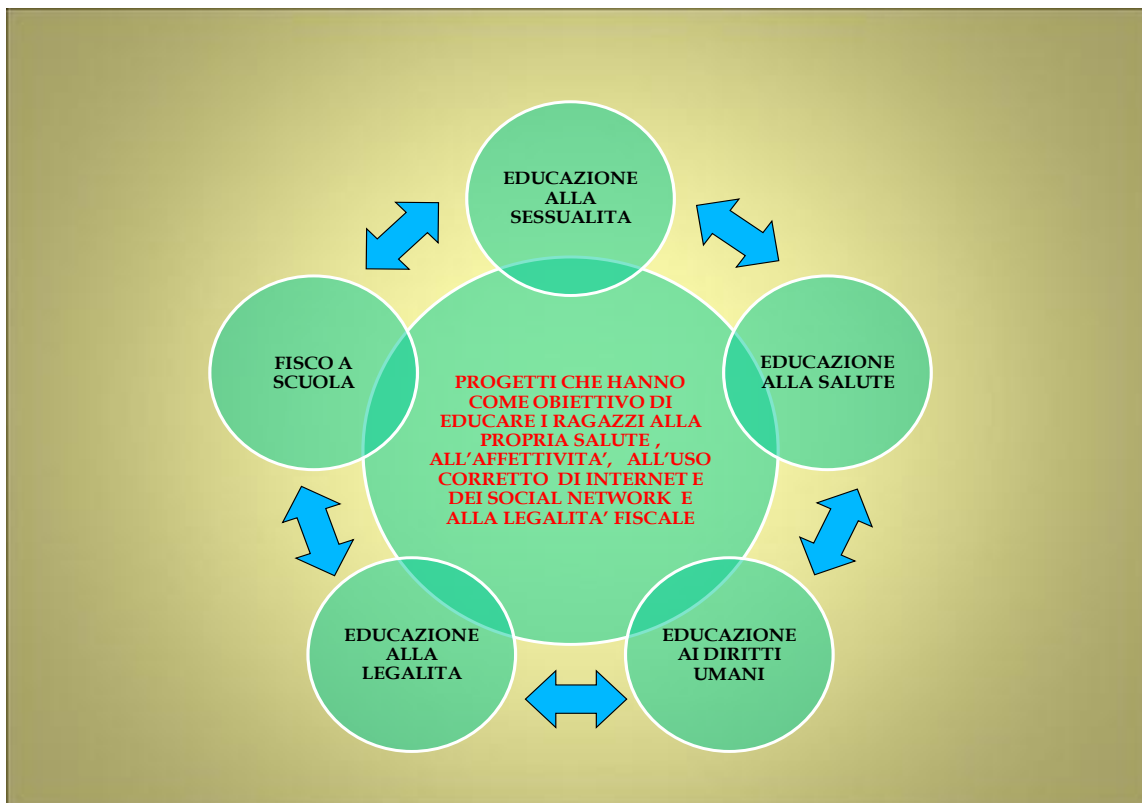 EDUCAZIONE
ALLA
SESSUALITA
EDUCAZIONE
ALLA SALUTE
EDUCAZIONE
AI DIRITTI
UMANI
EDUCAZIONE
ALLA
LEGALITA
FISCO A
SCUOLA
PROGETTI CHE HANNO
COME OBIETTIVO DI
EDUCARE I RAGAZZI ALLA
PROPRIA SALUTE ,
ALL’AFFETTIVITA’, ALL’USO
CORRETTO DI INTERNET E
DEI SOCIAL NETWORK E
ALLA LEGALITA’ FISCALE